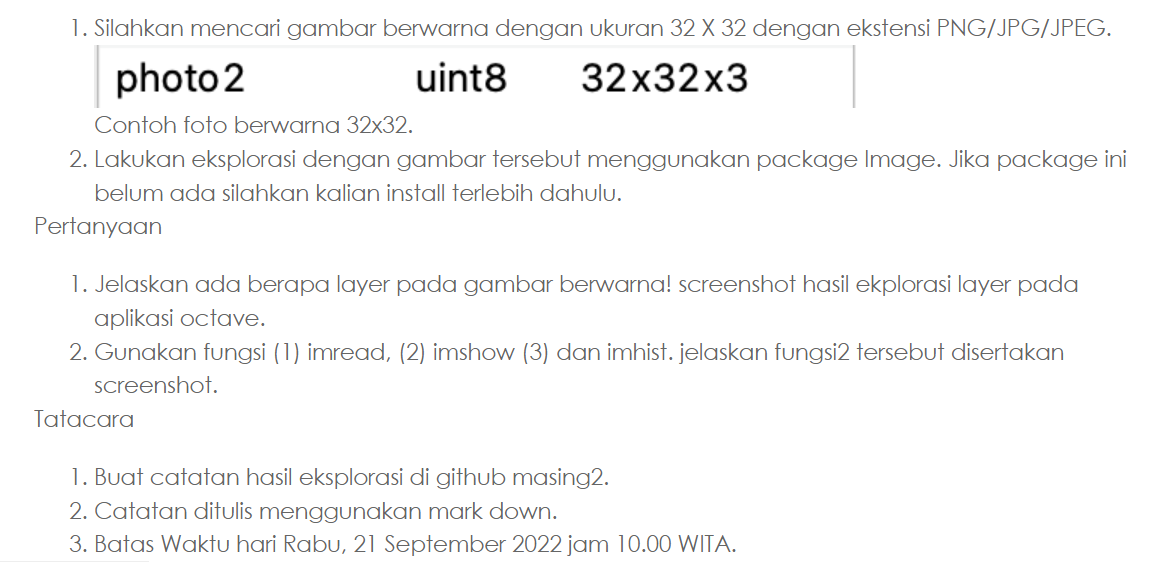 1. Silahkan mencari gambar berwarna dengan ukuran 32 X 32 dengan ekstensi PNG/JPG/JPEG.
photo2 uint8 32x32x3
Contoh foto berwarna 32x32.
2. Lakukan eksplorasi dengan gambar tersebut menggunakan package Image. Jika package ini
belum ada silahkan kalian install terlebih dahulu.
Pertanyaan
1. Jelaskan ada berapa layer pada gambar berwarna! screenshot hasil ekplorasi layer pada
aplikasi octave.
2. Gunakan fungsi (1) imread, (2) imshow (3) dan imhist. jelaskan fungsi2 tersebut disertakan
screenshot.
Tatacara
1. Buat catatan hasil eksplorasi di github masing2.
2. Catatan ditulis menggunakan mark down.
3. Batas Waktu hari Rabu, 21 September 2022 jam 10.00 WITA.